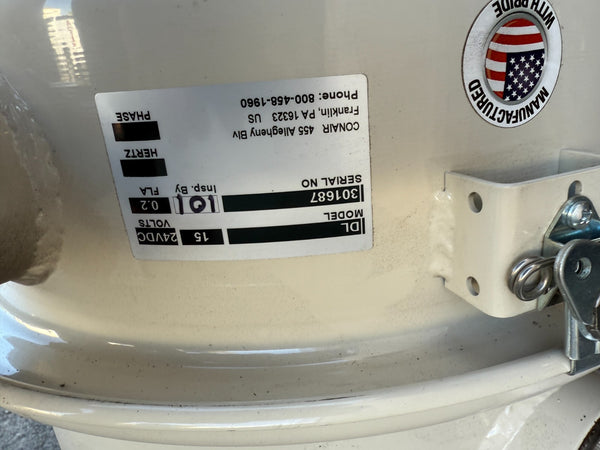 DL 15 24VDC
MODEL VOLTS
301687 Insp. By 0.2
SERIAL NO FLA
HERTZ
CONAIR 455 Allegheny Blv
Franklin, PA 16323 US
PHASE
Phone: 800-458-1960
MANUFACTURED
WITH PRIDE